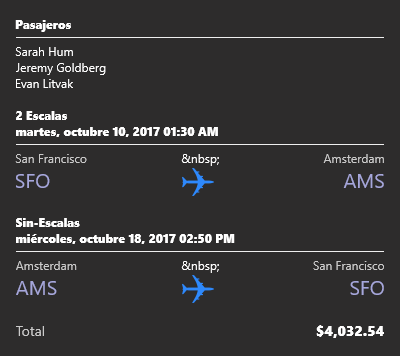 Pasajeros
Sarah Hum
Jeremy Goldberg
Evan Litvak
2 Escalas
martes, octubre 10, 2017 01:30 AM
San Francisco &nbsp; Amsterdam
SFO AMS
Sin-Escalas
miércoles, octubre 18, 2017 02:50 PM
Amsterdam &nbsp; San Francisco
AMS SFO
Total $4,032.54